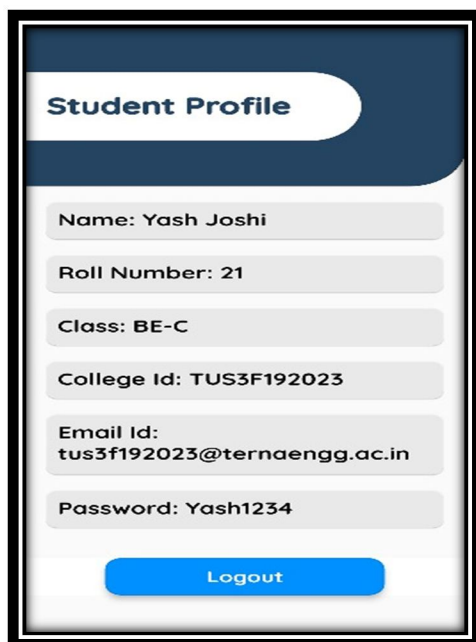 Student Profile
Name: Yash Joshi
Roll Number: 21
Class: BE-C
College Id: TUS3F192023
Email Id:
tus3f192023@ternaengg.ac.in
Password: Yash1234
Logout